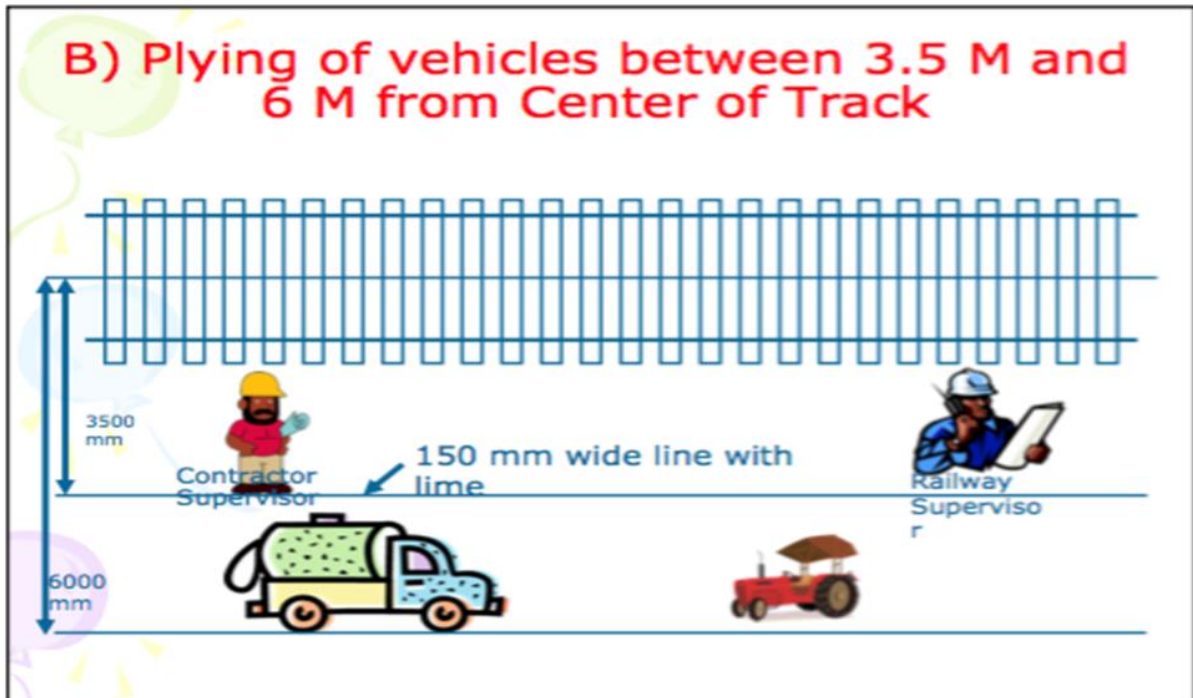 B) Plying of vehicles between 3.5 M and
6 M from Center of Track
3500
mm
Contractor
Supervisor
150 mm wide line with
lime
Railway
Superviso
r
6000
mm